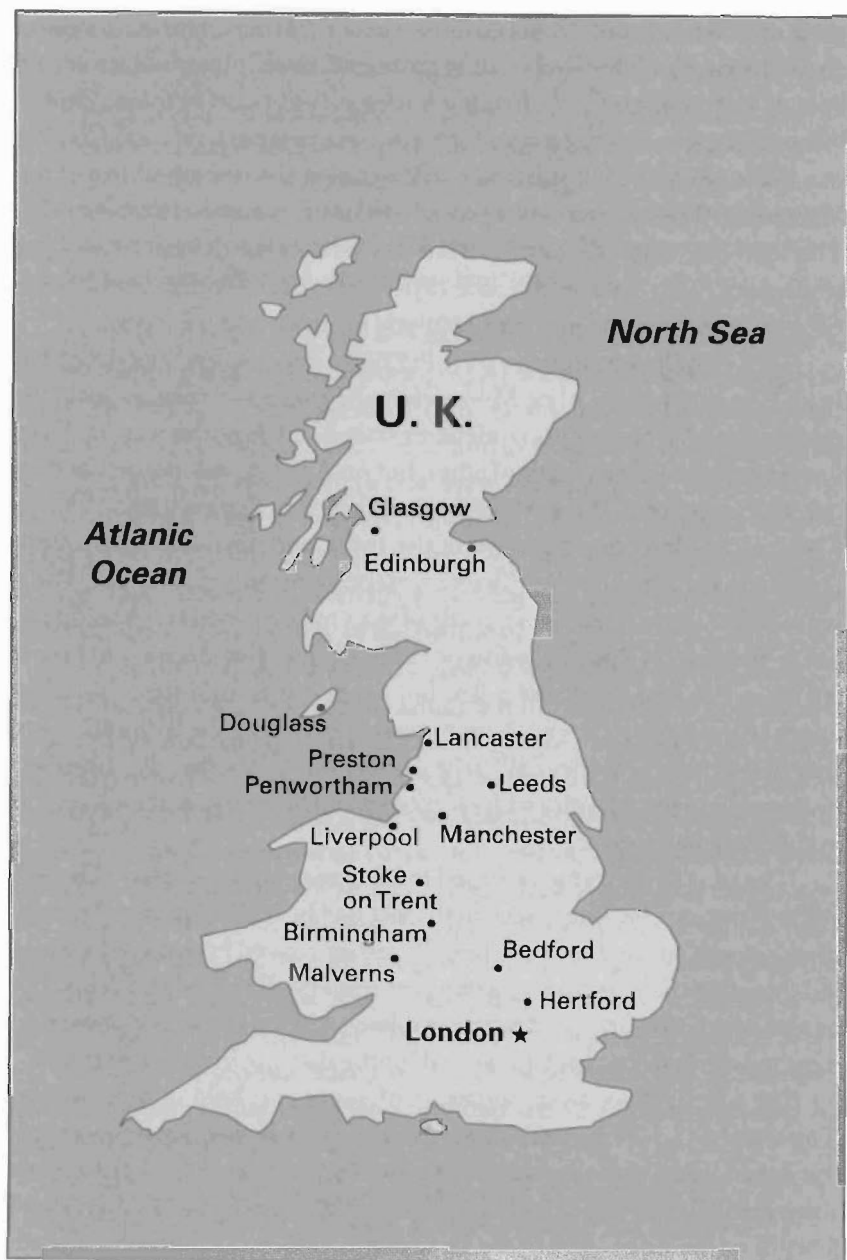 North Sea
U. K.
Glasgow
Atlanic
Ocean
Edinburgh
Douglass
Lancaster
Preston
Penwortham
Leeds
Liverpool
Manchester
Stoke
on Trent
Birmingham
Bedford
Malverns
Hertford
London